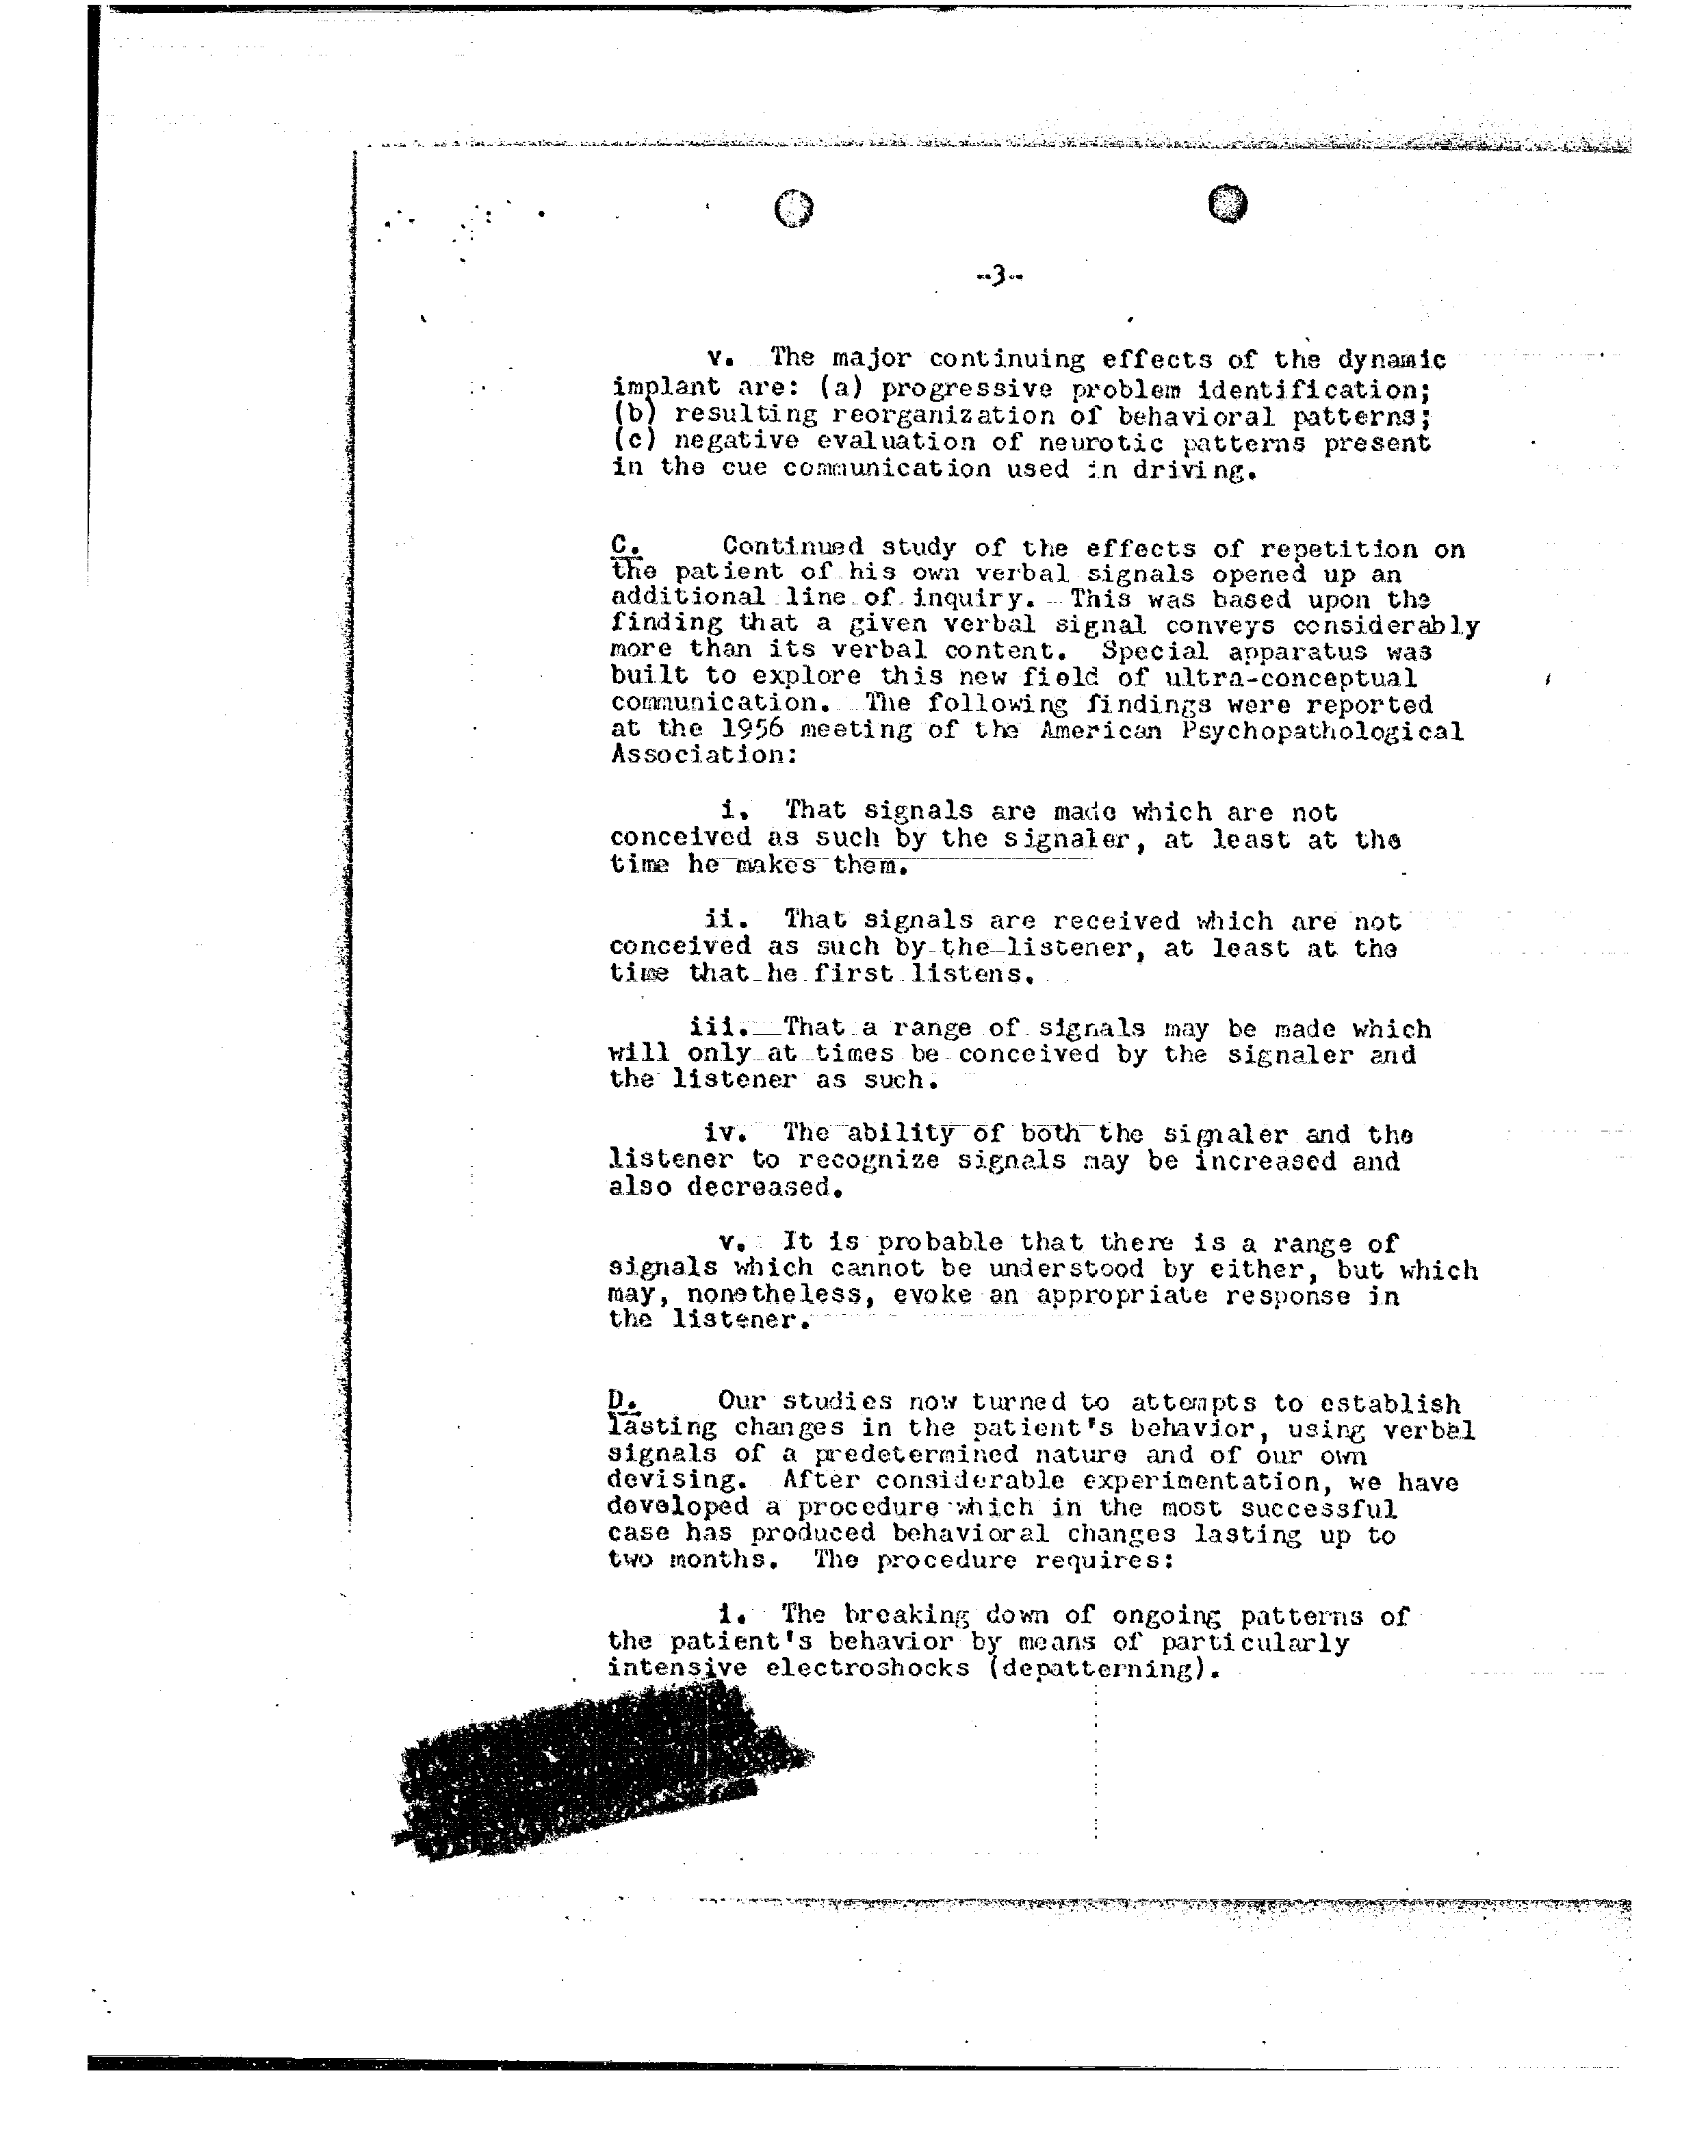 --3--
v. The major continuing effects of the dynamic
implant are: (a) progressive problem identification;
(b) resulting reorganization of behavioral patterns;
(c) negative evaluation of neurotic patterns present
in the cue communication used in driving.
C. Continued study of the effects of repetition on
the patient of his own verbal signals opened up an
additional line of inquiry. This was based upon the
finding that a given verbal signal conveys considerably
more than its verbal content. Special apparatus was
built to explore this new field of ultra-conceptual
communication. The following findings were reported
at the 1956 meeting of the American Psychopathological
Association:
i. That signals are made which are not
conceived as such by the signaler, at least at the
time he makes them.
ii. That signals are received which are not
conceived as such by the listener, at least at the
time that he first listens.
iii. That a range of signals may be made which
will only at times be conceived by the signaler and
the listener as such.
iv. The ability of both the signaler and the
listener to recognize signals may be increased and
also decreased.
v. It is probable that there is a range of
signals which cannot be understood by either, but which
may, nonetheless, evoke an appropriate response in
the listener.
D. Our studies now turned to attempts to establish
lasting changes in the patient's behavior, using verbal
signals of a predetermined nature and of our own
devising. After considerable experimentation, we have
developed a procedure which in the most successful
case has produced behavioral changes lasting up to
two months. The procedure requires:
i. The breaking down of ongoing patterns of
the patient's behavior by means of particularly
intensive electroshocks (depatterning).